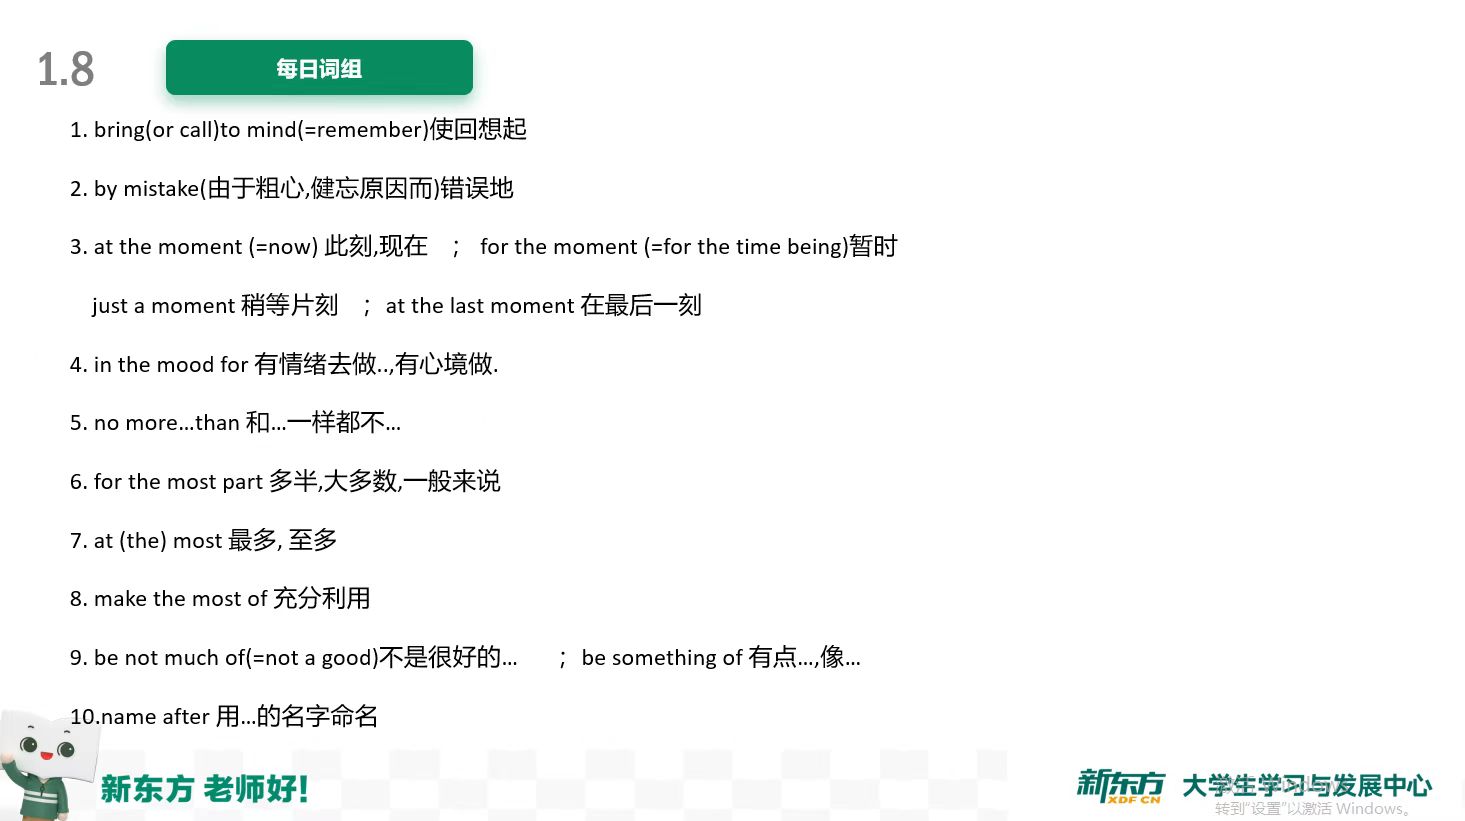 1.8
每日词组
1. bring(or call)to mind(=remember)使回想起
2. by mistake(由于粗心,健忘原因而)错误地
3. at the moment (=now) 此刻,现在 ； for the moment (=for the time being)暂时
just a moment 稍等片刻 ；at the last moment 在最后一刻
4. in the mood for 有情绪去做..,有心境做.
5. no more...than 和...一样都不...
6. for the most part 多半,大多数,一般来说
7. at (the) most 最多, 至多
8. make the most of 充分利用
9. be not much of(=not a good)不是很好的... ；be something of 有点...,像...
10.name after 用...的名字命名
新东方 老师好!
新东方 XDF.CN 大学生学习与发展中心
激活 Windows
转到"设置"以激活 Windows。